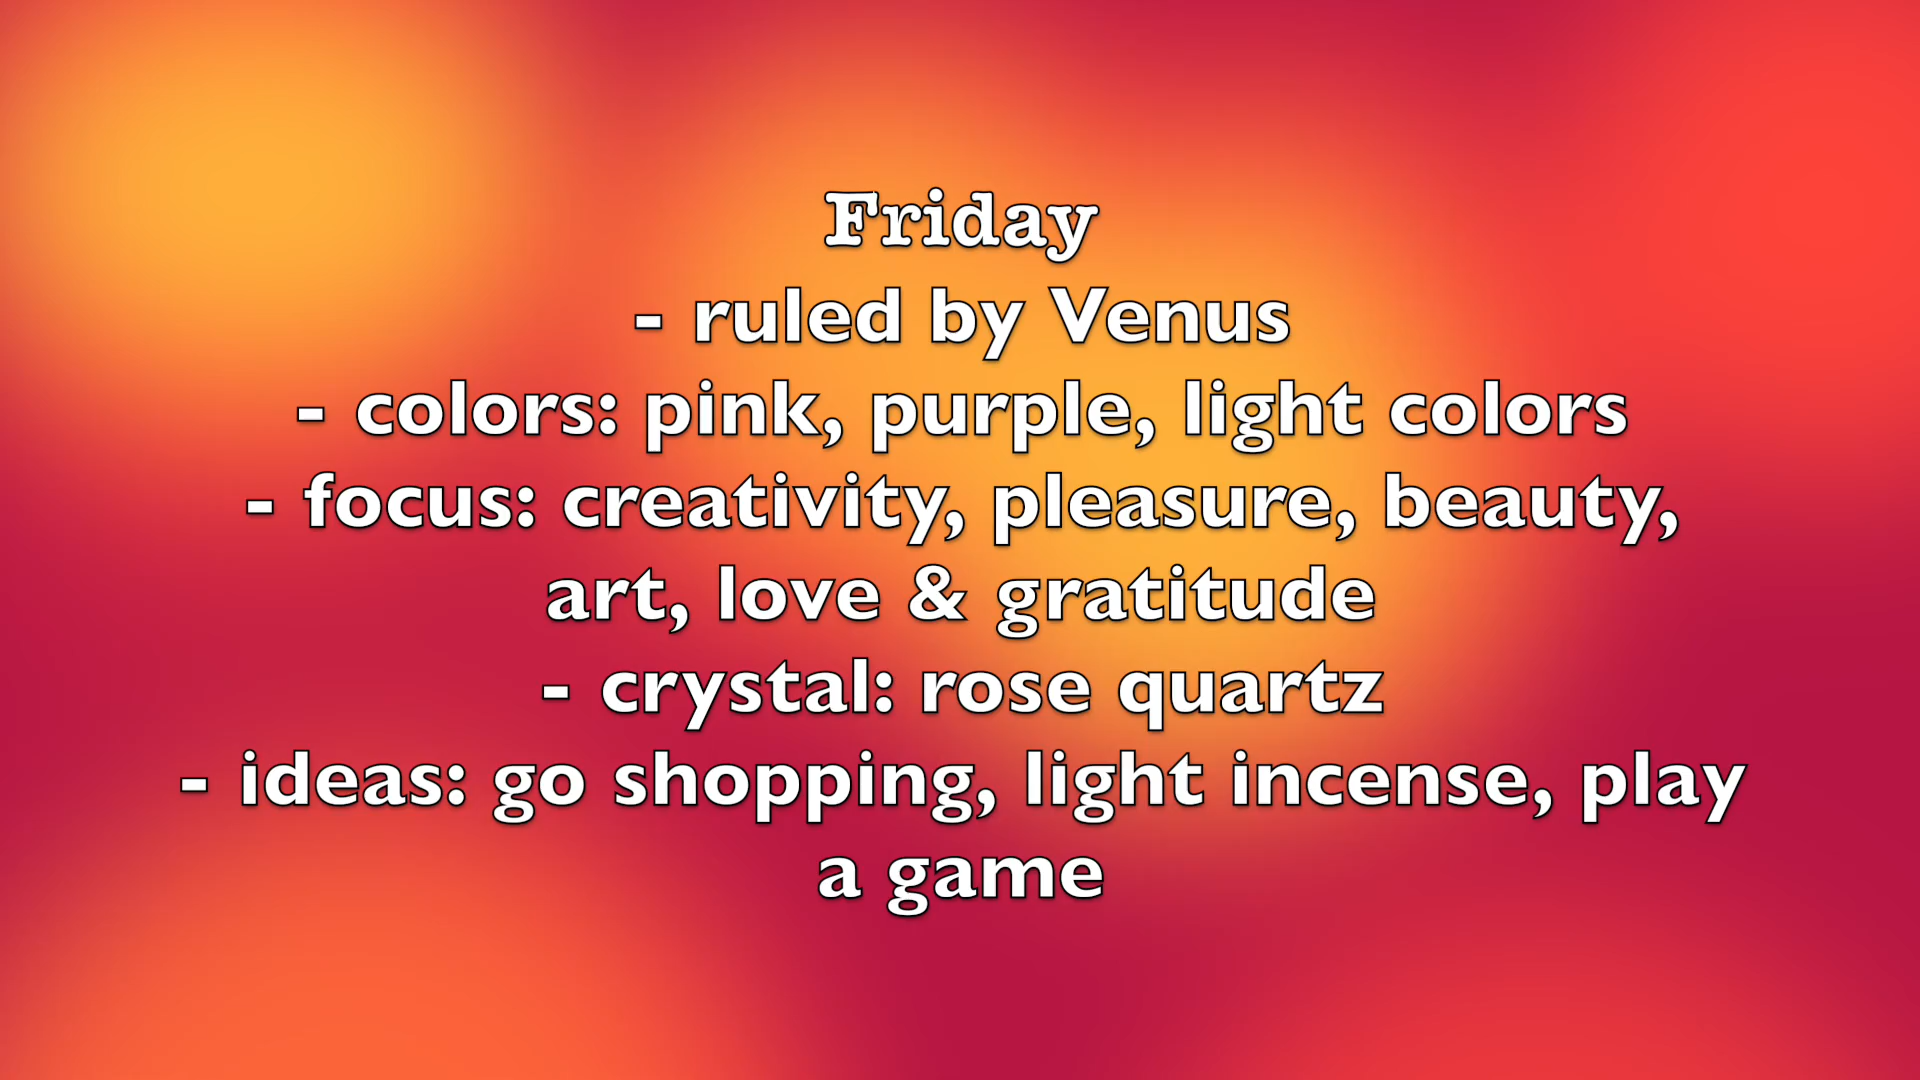 Friday
- ruled by Venus
- colors: pink, purple, light colors
- focus: creativity, pleasure, beauty,
art, love & gratitude
- crystal: rose quartz
- ideas: go shopping, light incense, play
a game